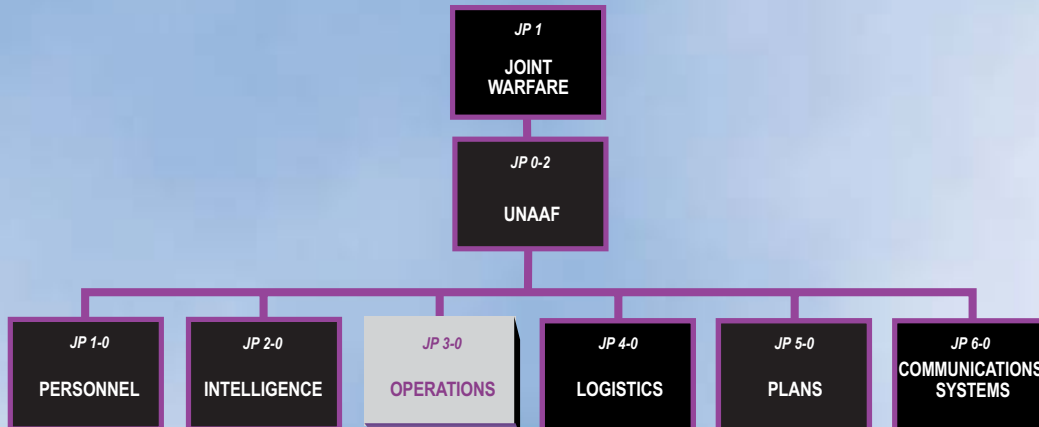 JP 1
JOINT
WARFARE
JP 0-2
UNAAF
JP 1-0
PERSONNEL
JP 2-0
INTELLIGENCE
JP 3-0
OPERATIONS
JP 4-0
LOGISTICS
JP 5-0
PLANS
JP 6-0
COMMUNICATIONS
SYSTEMS